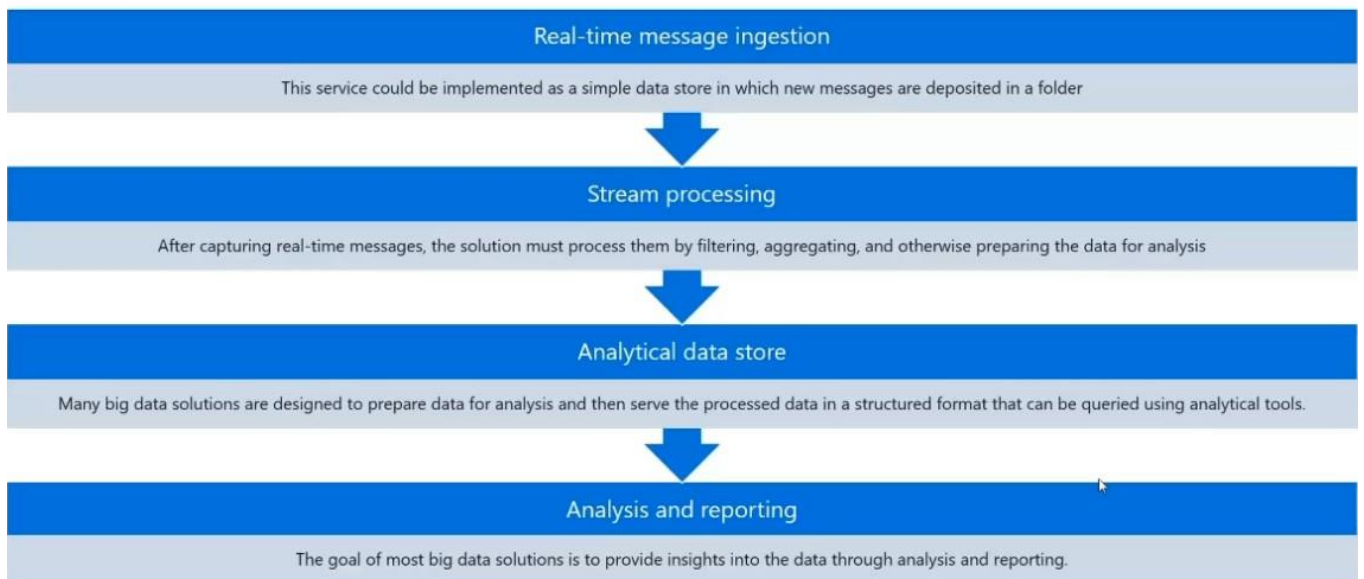 Real-time message ingestion
This service could be implemented as a simple data store in which new messages are deposited in a folder
Stream processing
After capturing real-time messages, the solution must process them by filtering, aggregating, and otherwise preparing the data for analysis
Analytical data store
Many big data solutions are designed to prepare data for analysis and then serve the processed data in a structured format that can be queried using analytical tools.
Analysis and reporting
The goal of most big data solutions is to provide insights into the data through analysis and reporting.